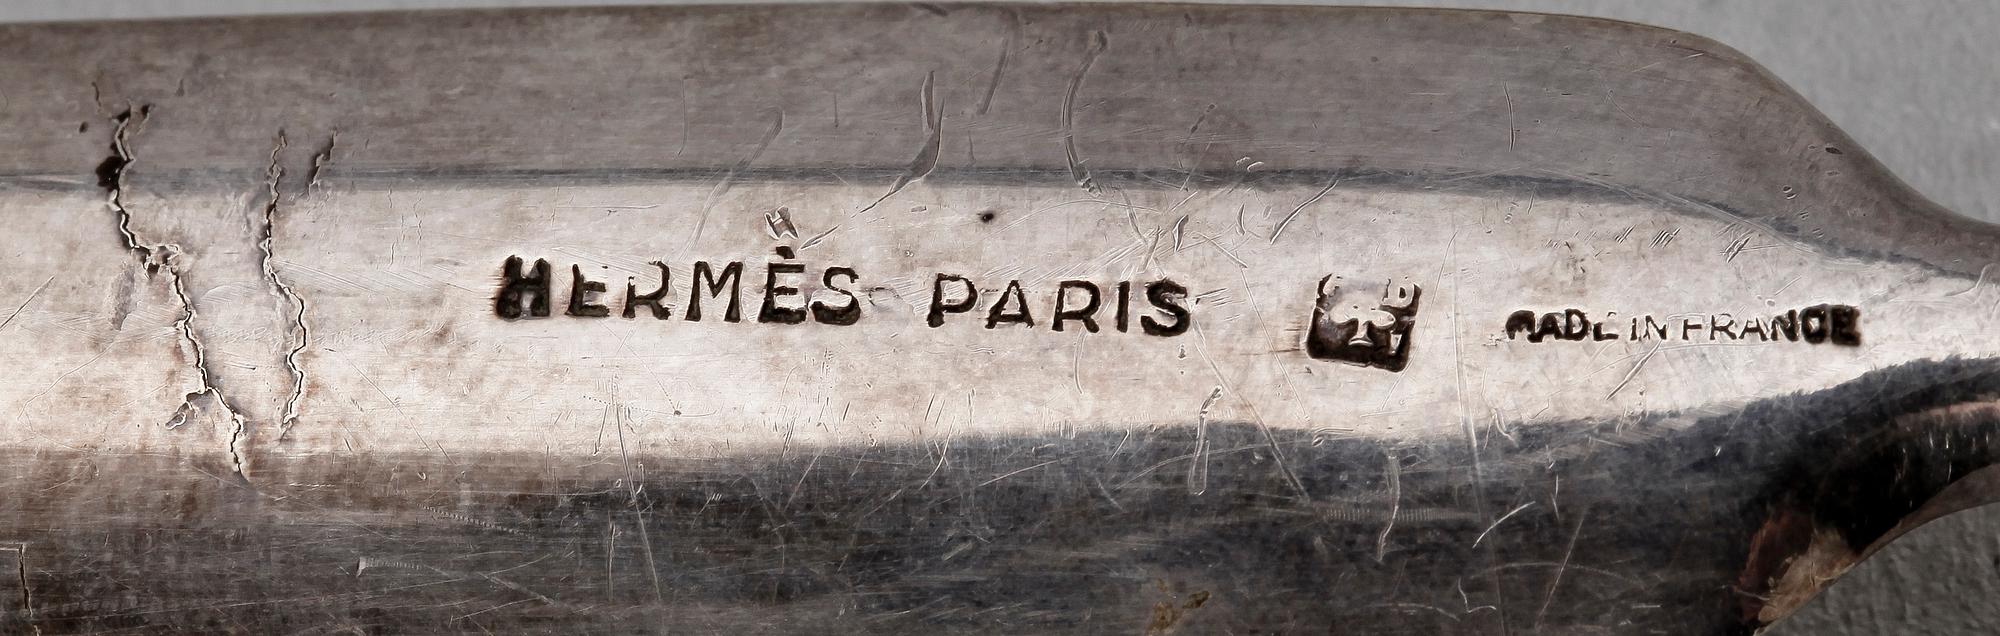 HERMÈS PARIS MADE IN FRANCE